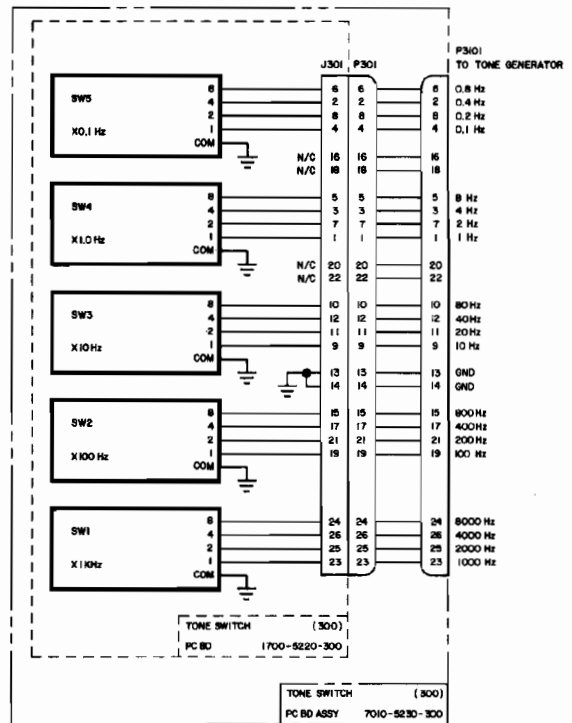 P3101
J301 P301 TO TONE GENERATOR
SW5 8 6 6 6 0.8 Hz
4 2 2 2 0.4 Hz
2 8 8 8 0.2 Hz
X0.1 Hz 1 4 4 4 0.1 Hz
COM
N/C 16 16 16
N/C 18 18 18
SW4 8 5 5 5 8 Hz
4 3 3 3 4 Hz
2 7 7 7 2 Hz
X1.0 Hz 1 1 1 1 1 Hz
COM
N/C 20 20 20
N/C 22 22 22
SW3 8 10 10 10 80 Hz
4 12 12 12 40 Hz
2 11 11 11 20 Hz
X10 Hz 1 9 9 9 10 Hz
COM
13 13 13 GND
14 14 14 GND
SW2 8 15 15 15 800 Hz
4 17 17 17 400 Hz
2 21 21 21 200 Hz
X100 Hz 1 19 19 19 100 Hz
COM
SW1 8 24 24 24 8000 Hz
4 26 26 26 4000 Hz
2 25 25 25 2000 Hz
X1KHz 1 23 23 23 1000 Hz
COM
TONE SWITCH (300)
PC BD 1700-5220-300
TONE SWITCH (300)
PC BD ASSY 7010-5230-300